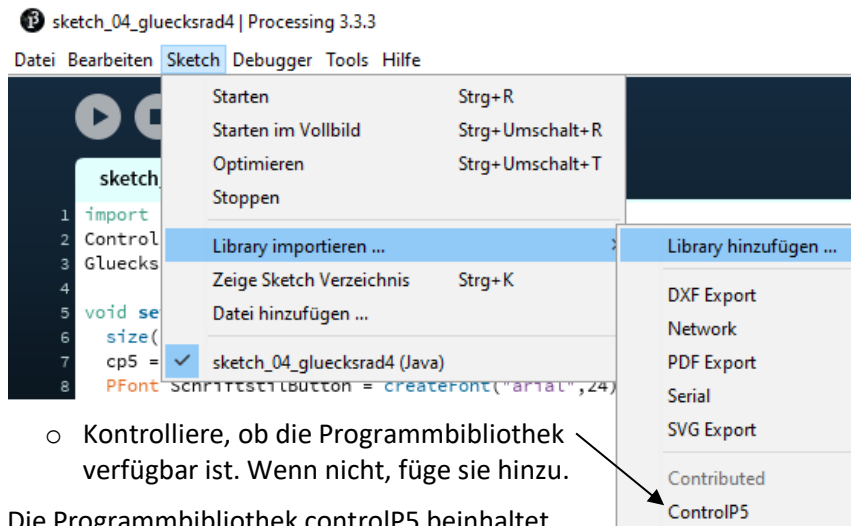 sketch_04_gluecksrad4 | Processing 3.3.3
Datei Bearbeiten Sketch Debugger Tools Hilfe
Starten Strg+R
Starten im Vollbild Strg+Umschalt+R
Optimieren Strg+Umschalt+T
Stoppen
sketch
1 import
2 Control
Library importieren ... Library hinzufügen ...
3 Glucks
4
Zeige Sketch Verzeichnis Strg+K
5 void se
Datei hinzufügen ...
DXF Export
6 size(
Network
7 cp5 = sketch_04_gluecksrad4 (Java)
PDF Export
8 PFont SchriftstilButton = createFont("arial",24)
Serial
SVG Export
○ Kontrolliere, ob die Programmbibliothek
verfügbar ist. Wenn nicht, füge sie hinzu.
Contributed
ControlP5
Die Programmbibliothek controlP5 beinhaltet